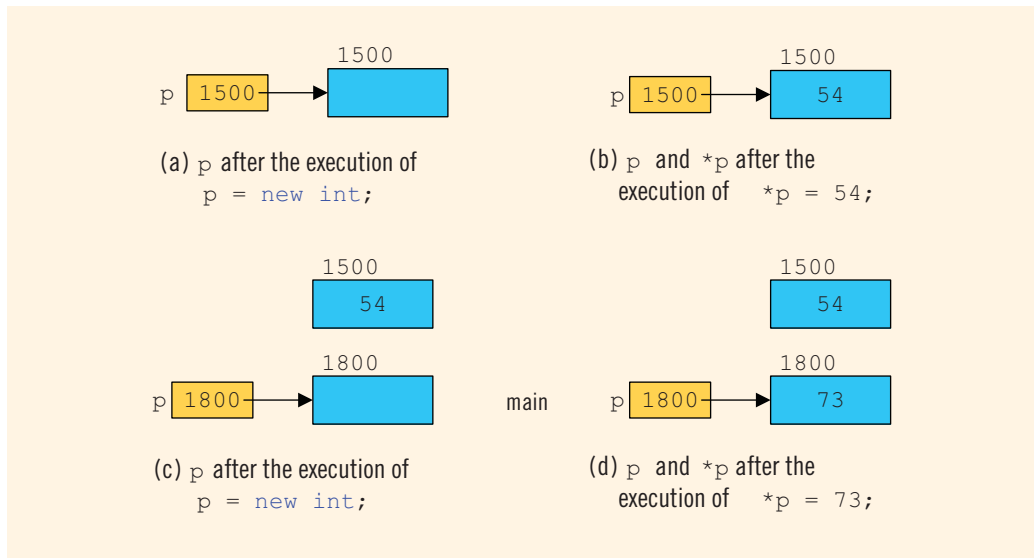 1500
p 1500
(a) p after the execution of
p = new int;
1500
p 1500 54
(b) p and *p after the
execution of *p = 54;
1500
54
1800
p 1800
(c) p after the execution of
p = new int;
main
1500
54
1800
p 1800 73
(d) p and *p after the
execution of *p = 73;